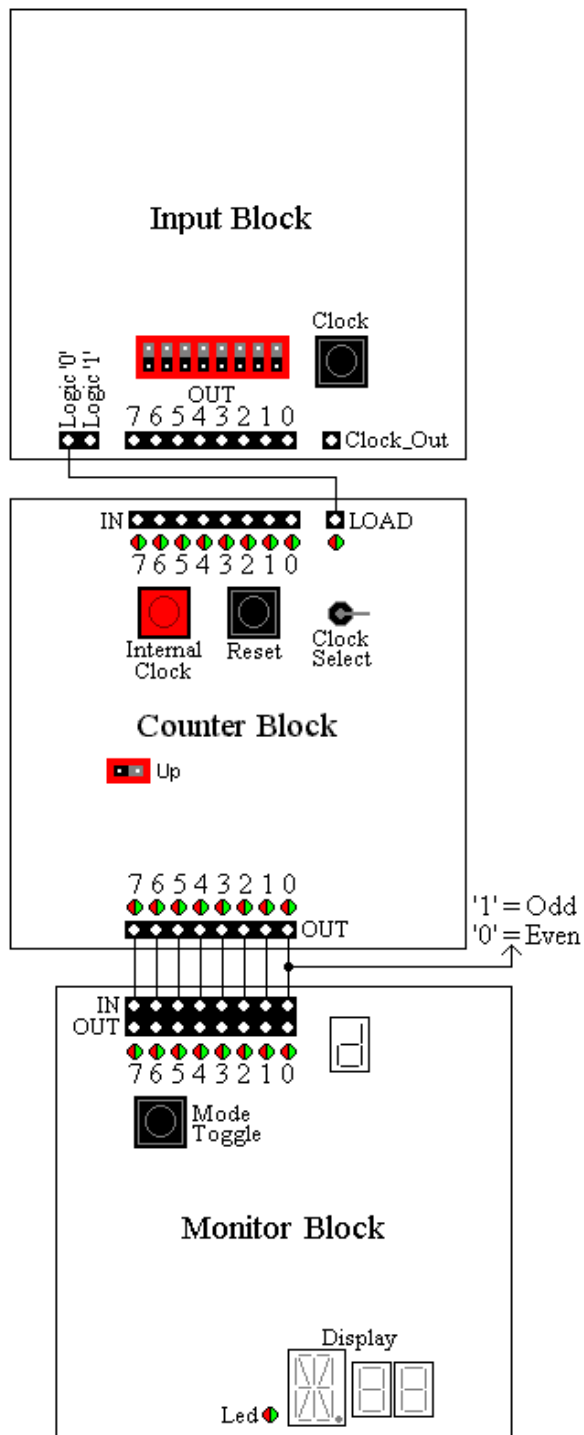 Input Block
Clock
Logic '0'
Logic '1'
OUT
7 6 5 4 3 2 1 0
Clock_Out
IN
LOAD
7 6 5 4 3 2 1 0
Internal
Clock
Reset
Clock
Select
Counter Block
Up
7 6 5 4 3 2 1 0
OUT
'1' = Odd
'0' = Even
IN
OUT
d
7 6 5 4 3 2 1 0
Mode
Toggle
Monitor Block
Display
Led